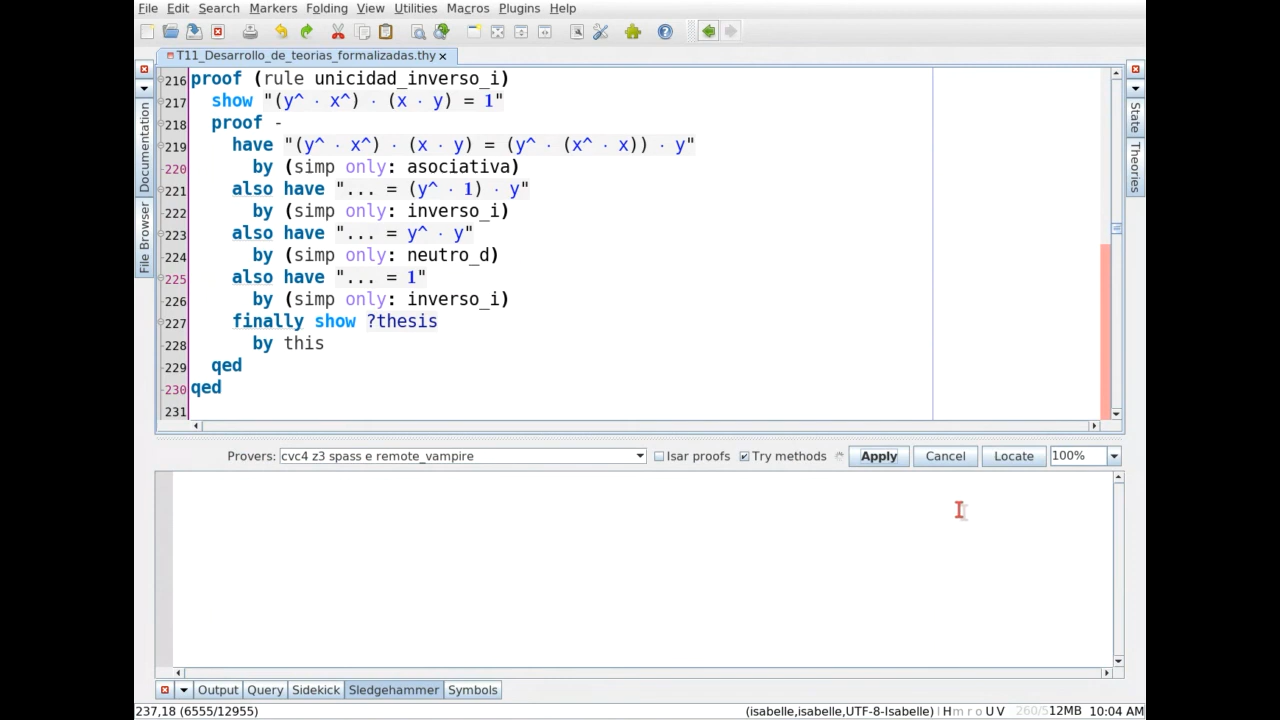 File Edit Search Markers Folding View Utilities Macros Plugins Help
T11_Desarrollo_de_teorias_formalizadas.thy
216 proof (rule unicidad_inverso_i)
217 show "(y^ · x^) · (x · y) = 1"
218 proof -
219 have "(y^ · x^) · (x · y) = (y^ · (x^ · x)) · y"
220 by (simp only: asociativa)
221 also have "... = (y^ · 1) · y"
222 by (simp only: inverso_i)
223 also have "... = y^ · y"
224 by (simp only: neutro_d)
225 also have "... = 1"
226 by (simp only: inverso_i)
227 finally show ?thesis
228 by this
229 qed
230 qed
231
Documentation
File Browser
State
Theories
Provers: cvc4 z3 spass e remote_vampire Isar proofs Try methods Apply Cancel Locate 100%
Output Query Sidekick Sledgehammer Symbols
237,18 (6555/12955) (isabelle,isabelle,UTF-8-Isabelle) H m r o U V 260/512MB 10:04 AM